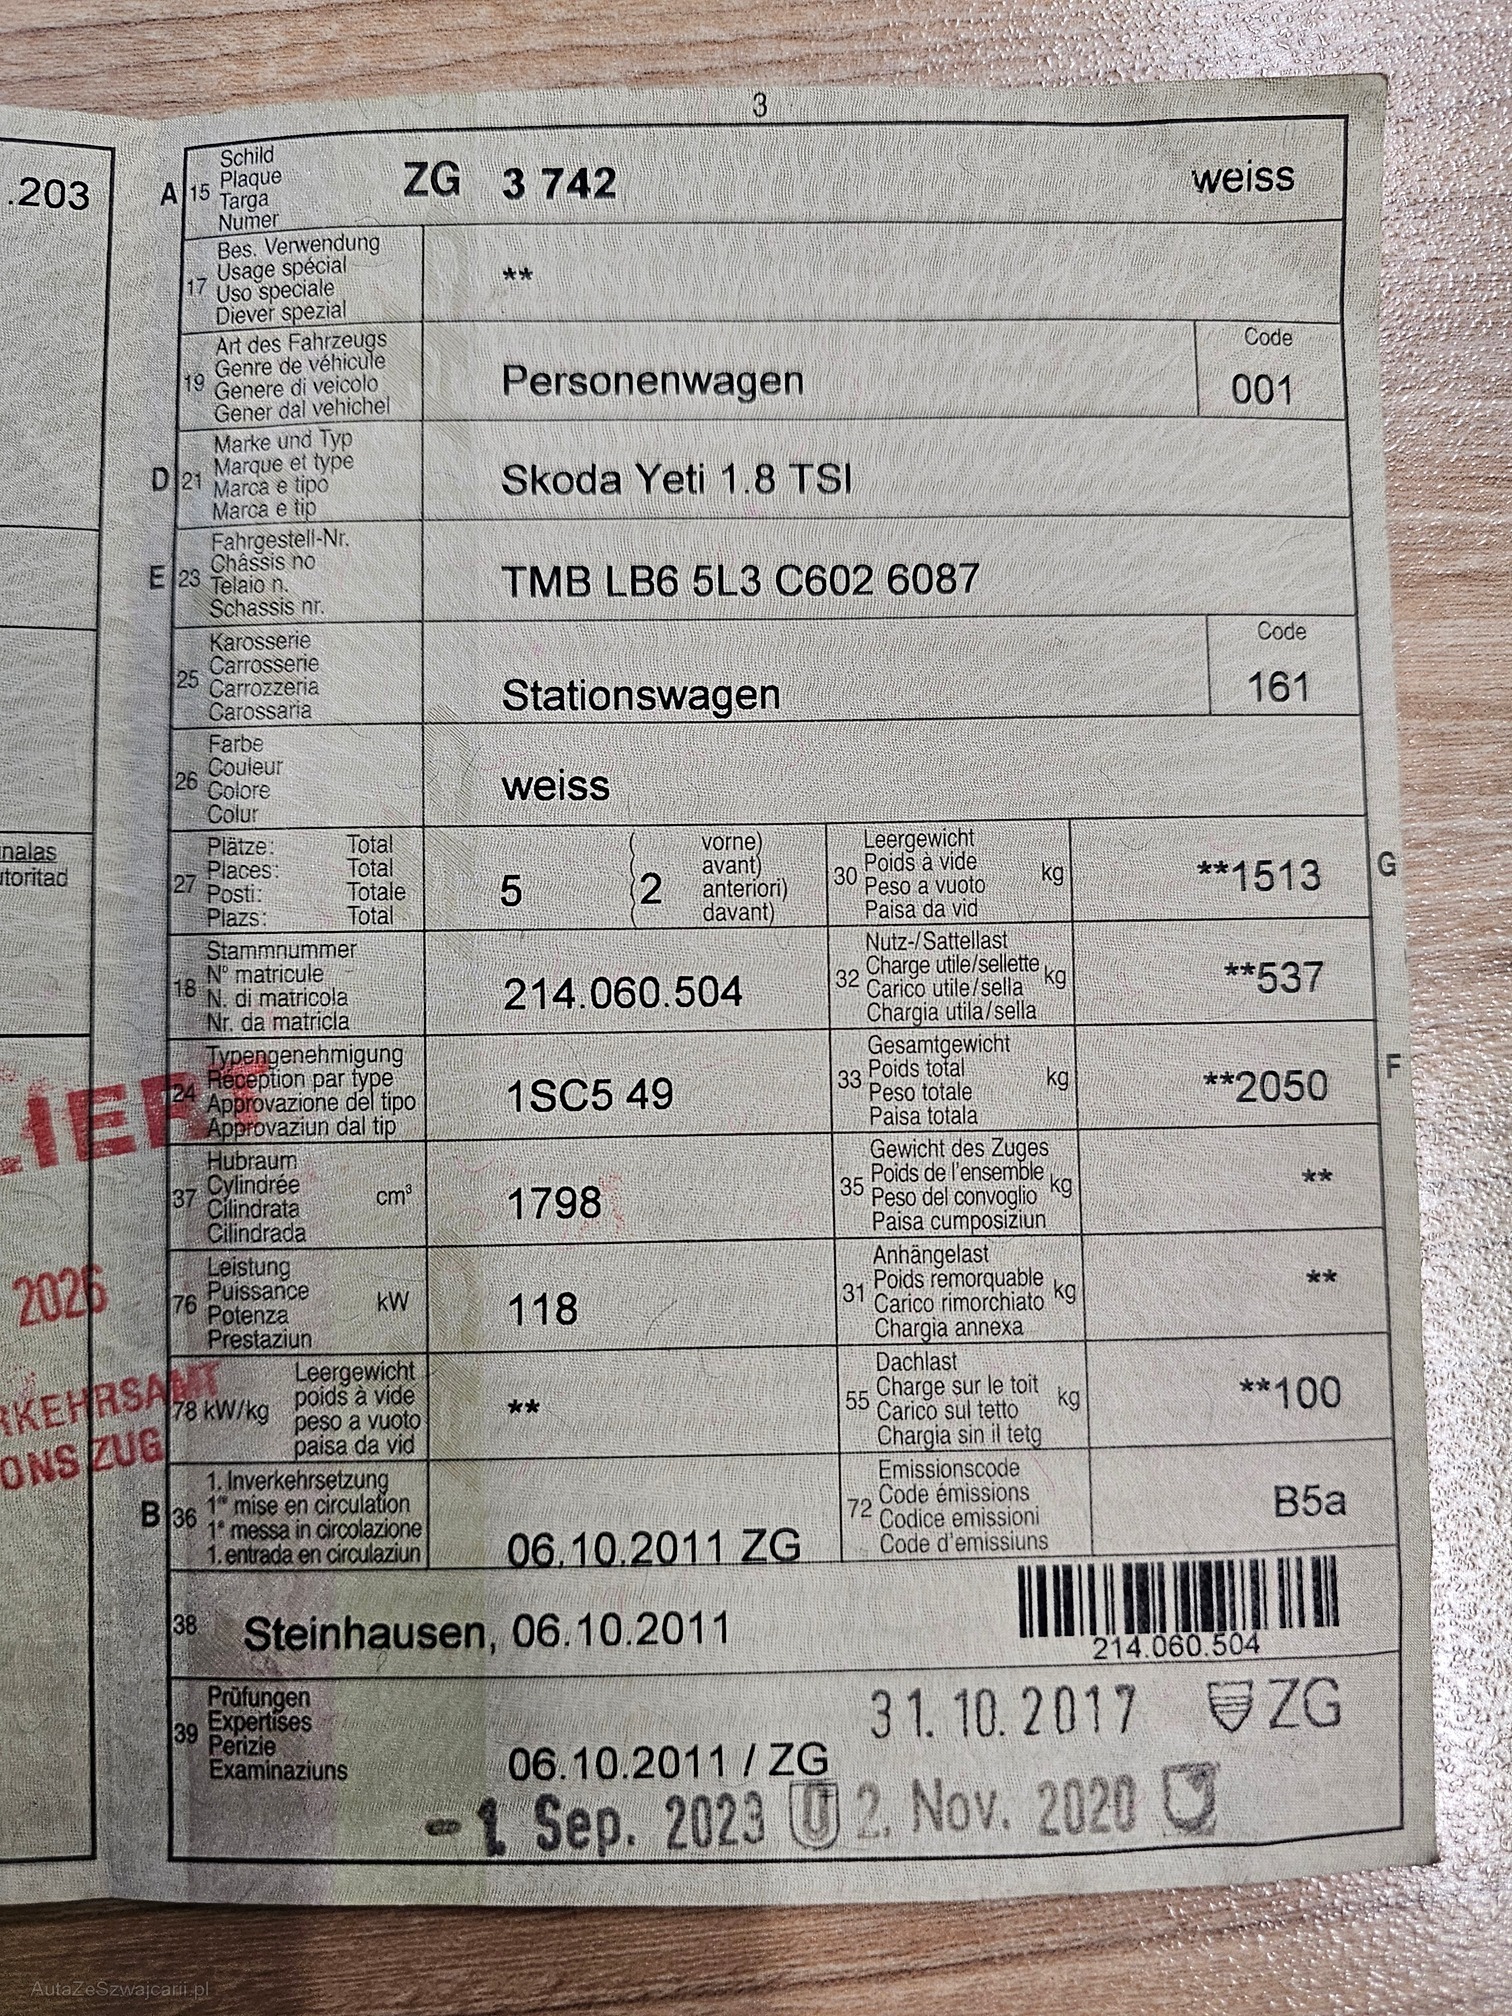 3
.203
A 15 Schild
Plaque
Targa
Numer
ZG 3 742 weiss
17 Bes. Verwendung
Usage spécial
Uso speciale
Diever spezial
**
19 Art des Fahrzeugs
Genre de véhicule
Genere di veicolo
Gener dal vehichel
Personenwagen
Code
001
D 21 Marke und Typ
Marque et type
Marca e tipo
Marca e tip
Skoda Yeti 1.8 TSI
E 23 Fahrgestell-Nr.
Châssis no
Telaio n.
Schassis nr.
TMB LB6 5L3 C602 6087
25 Karosserie
Carrosserie
Carrozzeria
Carossaria
Stationswagen
Code
161
26 Farbe
Couleur
Colore
Colur
weiss
nalas
utoritad
27 Plätze: Total
Places: Total
Posti: Totale
Plazs: Total
5 ( 2 vorne)
avant)
anteriori)
davant)
30 Leergewicht
Poids à vide
Peso a vuoto
Paisa da vid
kg
**1513 G
18 Stammnummer
N° matricule
N. di matricola
Nr. da matricla
214.060.504
32 Nutz-/Sattellast
Charge utile/sellette
Carico utile/sella
Chargia utila/sella
kg
**537
24 Typengenehmigung
Réception par type
Approvazione del tipo
Approvaziun dal tip
1SC5 49
33 Gesamtgewicht
Poids total
Peso totale
Paisa totala
kg
**2050 F
LIERT
37 Hubraum
Cylindrée
Cilindrata
Cilindrada
cm³
1798
35 Gewicht des Zuges
Poids de l'ensemble
Peso del convoglio
Paisa cumposiziun
kg
**
2026
76 Leistung
Puissance
Potenza
Prestaziun
kW
118
31 Anhängelast
Poids remorquable
Carico rimorchiato
Chargia annexa
kg
**
RKEHRSAMT
ONS ZUG
78 kW/kg Leergewicht
poids à vide
peso a vuoto
paisa da vid
**
55 Dachlast
Charge sur le toit
Carico sul tetto
Chargia sin il tetg
kg
**100
B 36 1. Inverkehrsetzung
1re mise en circulation
1a messa in circolazione
1. entrada en circulaziun
06.10.2011 ZG
72 Emissionscode
Code émissions
Codice emissioni
Code d'emissiuns
B5a
38 Steinhausen, 06.10.2011
214.060.504
39 Prüfungen
Expertises
Perizie
Examinaziuns
31.10.2017 ZG
06.10.2011 / ZG
- 1. Sep. 2023 U 2. Nov. 2020
AutaZeSzwajcarii.pl